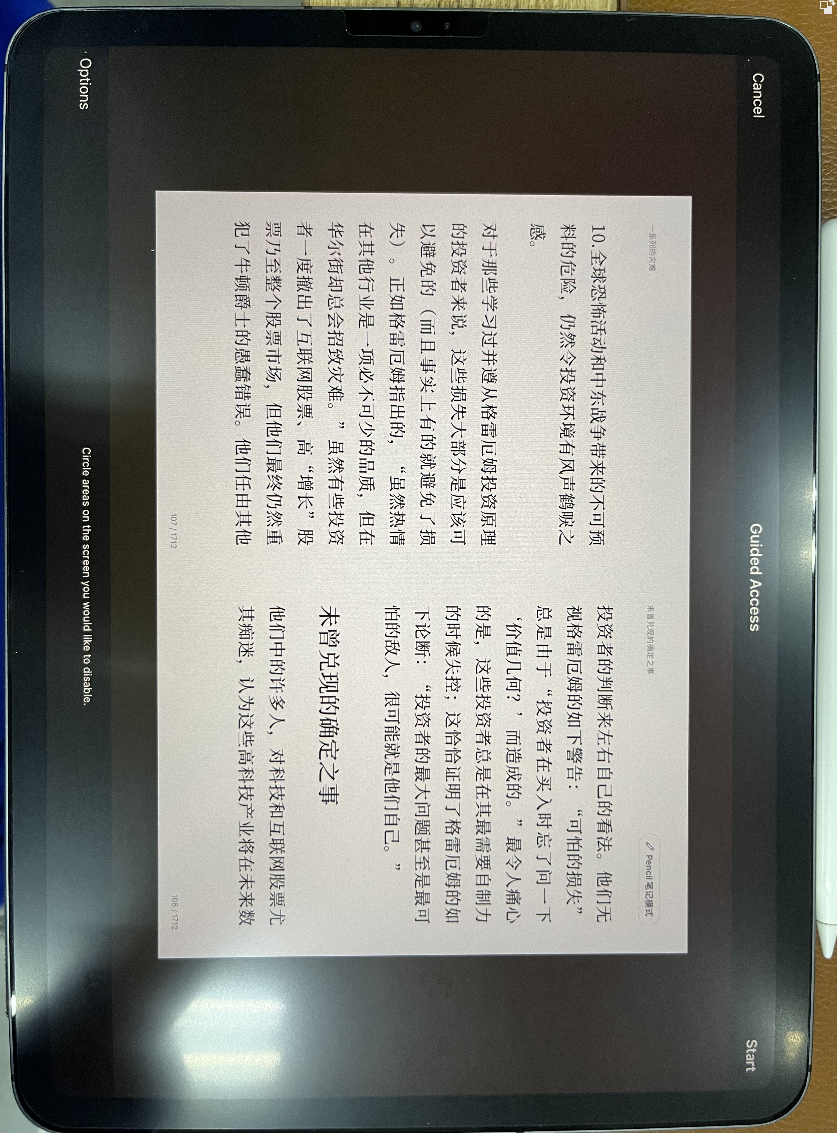 Cancel
Guided Access
Start
一系列的灾难
10.全球恐怖活动和中东战争带来的不可预
料的危险，仍然令投资环境有风声鹤唳之
感。
对于那些学习过并遵从格雷厄姆投资原理
的投资者来说，这些损失大部分是应该可
以避免的（而且事实上有的就避免了损
失）。正如格雷厄姆指出的，“虽然热情
在其他行业是一项必不可少的品质，但在
华尔街却总会招致灾难。”虽然有些投资
者一度撤出了互联网股票、高“增长”股
票乃至整个股票市场，但他们最终仍然重
犯了牛顿爵士的愚蠢错误。他们任由其他
107 / 1712
未曾兑现的确定之事
Pencil 笔记模式
投资者的判断来左右自己的看法。他们无
视格雷厄姆的如下警告：“可怕的损失”
总是由于“投资者在买入时忘了问一下
‘价值几何？’而造成的。”最令人痛心
的是，这些投资者总是在其最需要自制力
的时候失控；这恰恰证明了格雷厄姆的如
下论断：“投资者的最大问题甚至是最可
怕的敌人，很可能就是他们自己。”
未曾兑现的确定之事
他们中的许多人，对科技和互联网股票尤
其痴迷，认为这些高科技产业将在未来数
108 / 1712
Options
Circle areas on the screen you would like to disable.